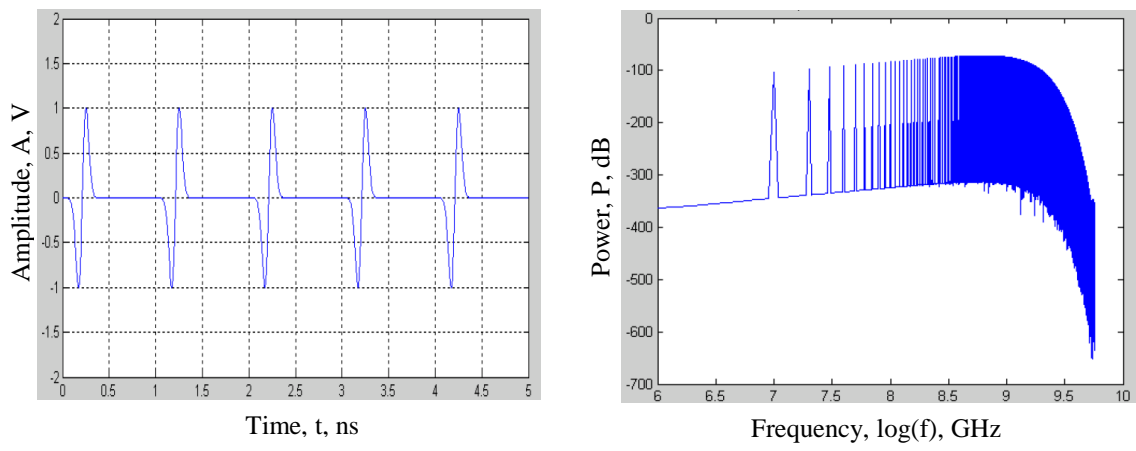 2
1.5
1
0.5
0
-0.5
-1
-1.5
-2
0 0.5 1 1.5 2 2.5 3 3.5 4 4.5 5
Amplitude, A, V
Time, t, ns
0
-100
-200
-300
-400
-500
-600
-700
6 6.5 7 7.5 8 8.5 9 9.5 10
Power, P, dB
Frequency, log(f), GHz